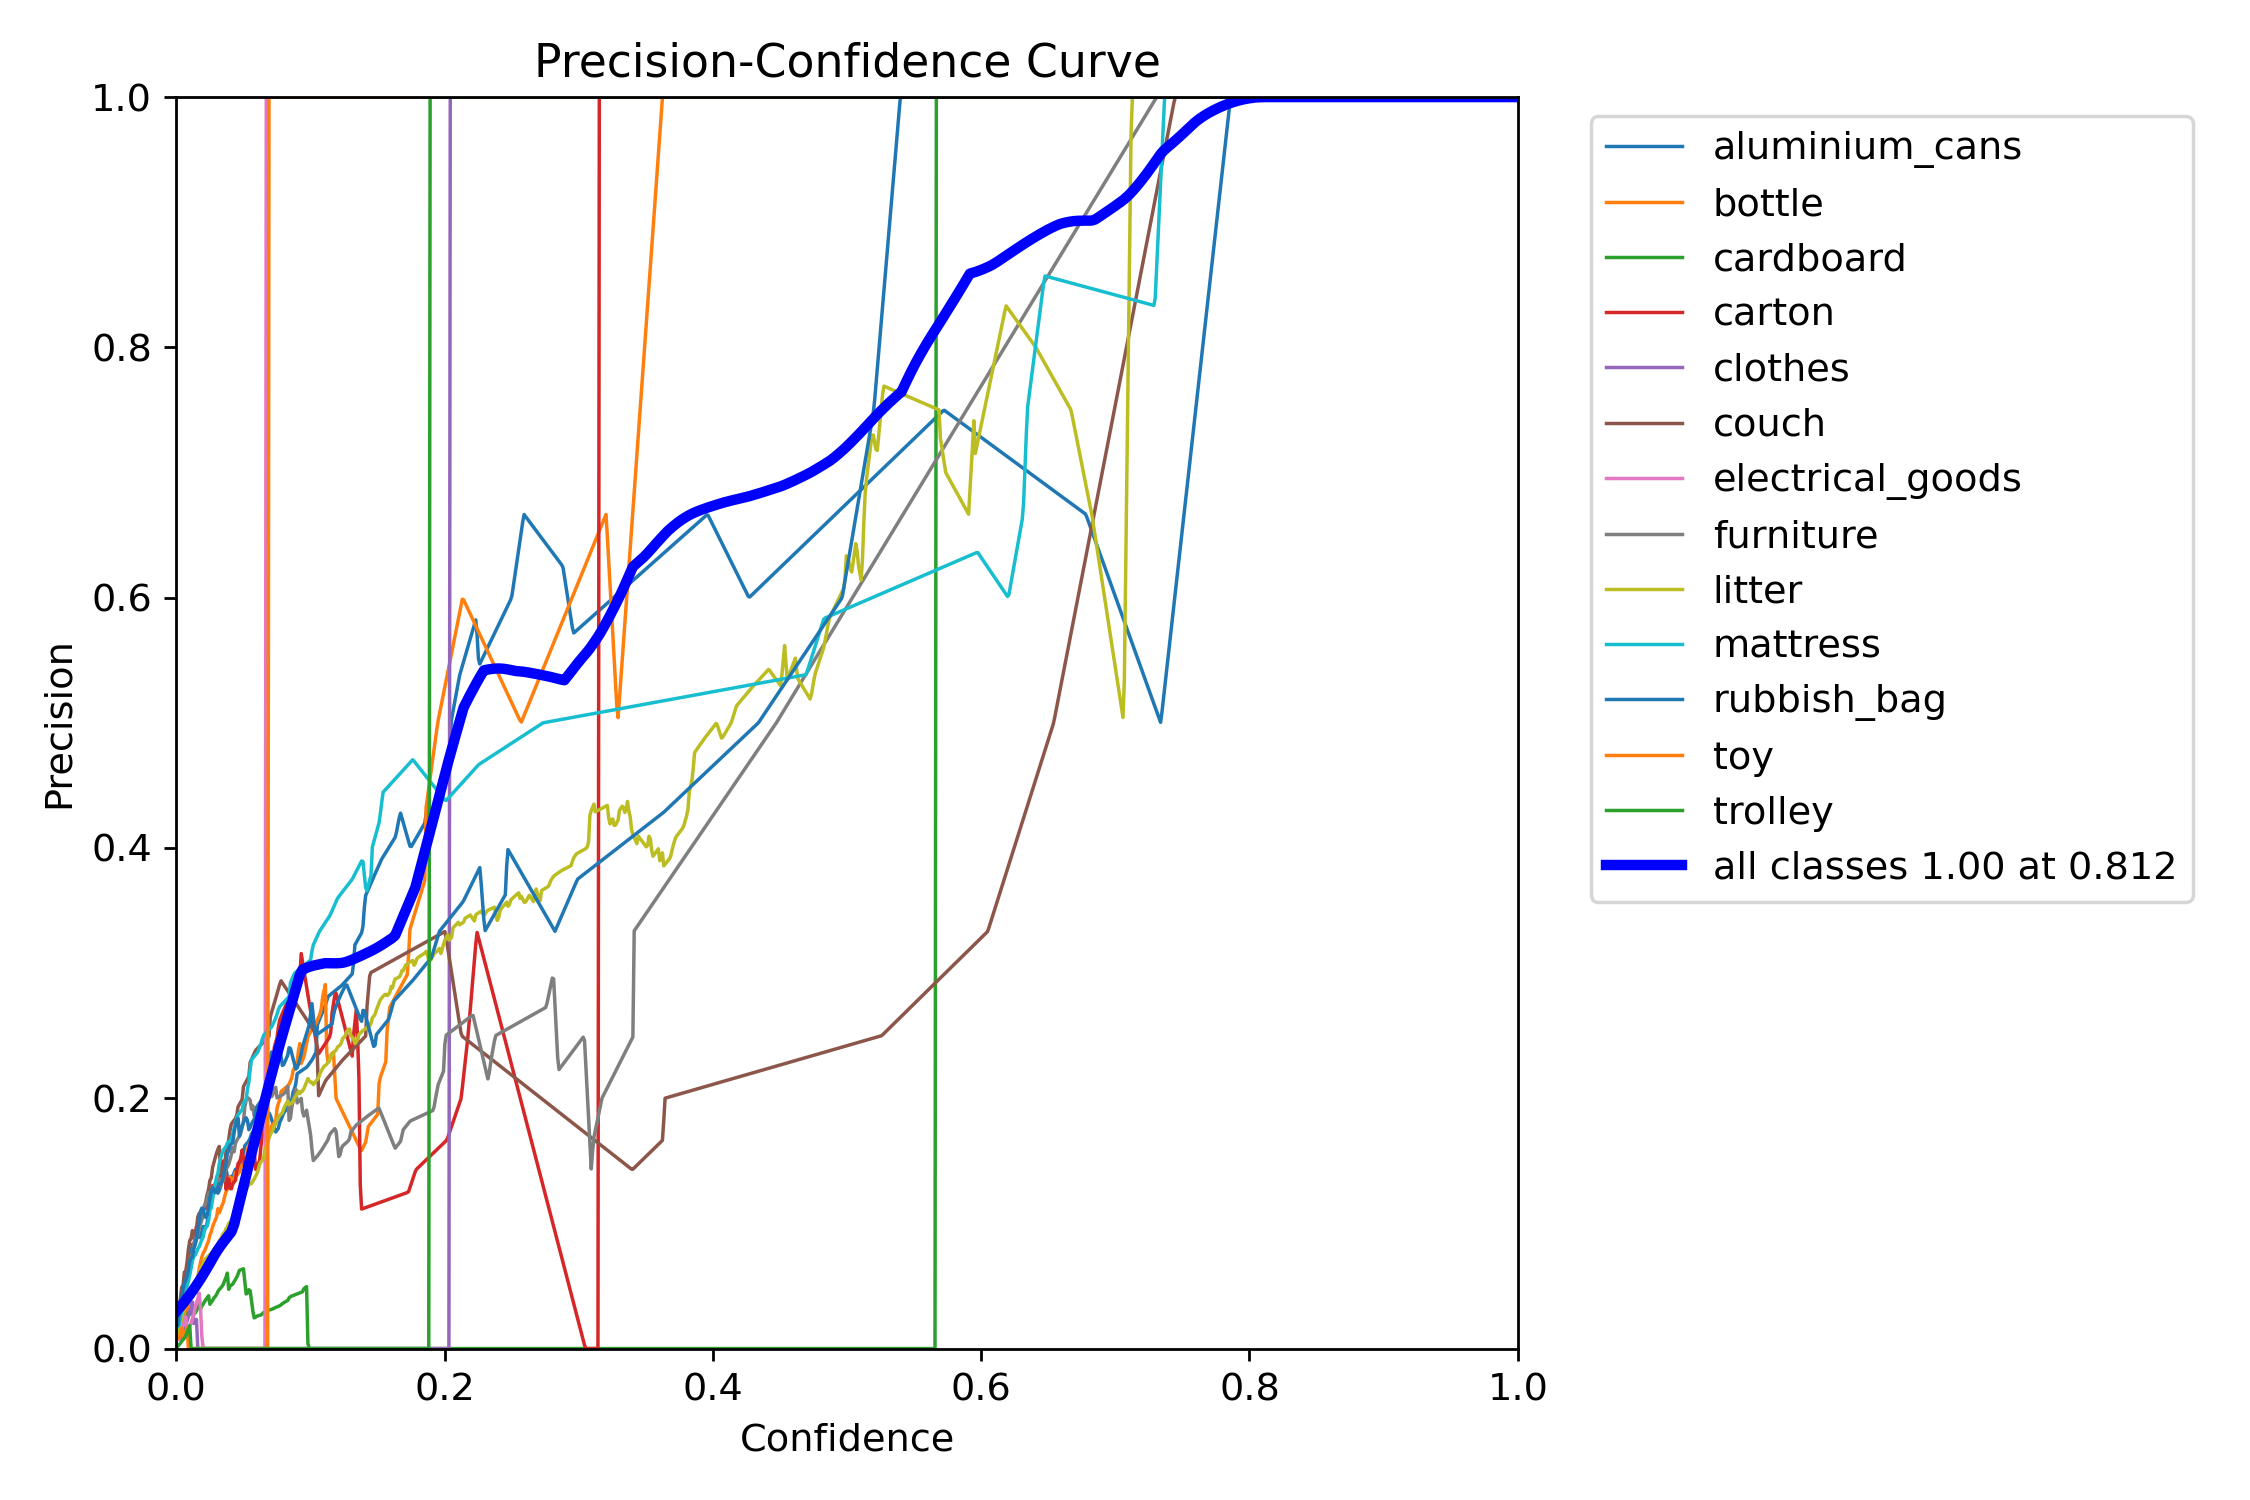 Precision-Confidence Curve
1.0
0.8
0.6
0.4
0.2
0.0
Precision
0.0 0.2 0.4 0.6 0.8 1.0
Confidence
aluminium_cans
bottle
cardboard
carton
clothes
couch
electrical_goods
furniture
litter
mattress
rubbish_bag
toy
trolley
all classes 1.00 at 0.812